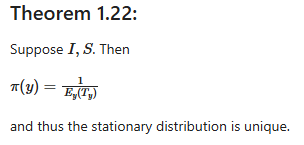 Theorem 1.22:
Suppose I, S. Then
π(y) = 1/E_y(T_y)
and thus the stationary distribution is unique.